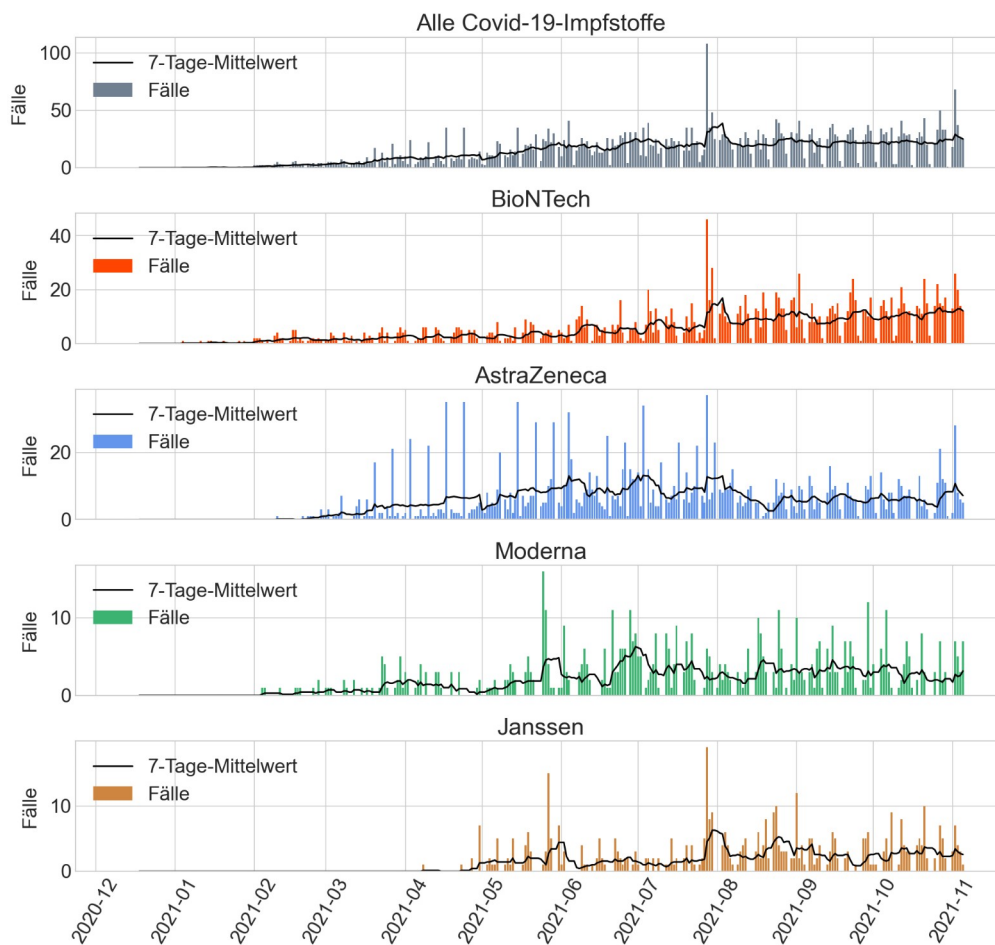 Alle Covid-19-Impfstoffe
100
50
0
Fälle
7-Tage-Mittelwert
Fälle
BioNTech
40
20
0
Fälle
7-Tage-Mittelwert
Fälle
AstraZeneca
20
0
Fälle
7-Tage-Mittelwert
Fälle
Moderna
10
0
Fälle
7-Tage-Mittelwert
Fälle
Janssen
10
0
Fälle
7-Tage-Mittelwert
Fälle
2020-12
2021-01
2021-02
2021-03
2021-04
2021-05
2021-06
2021-07
2021-08
2021-09
2021-10
2021-11